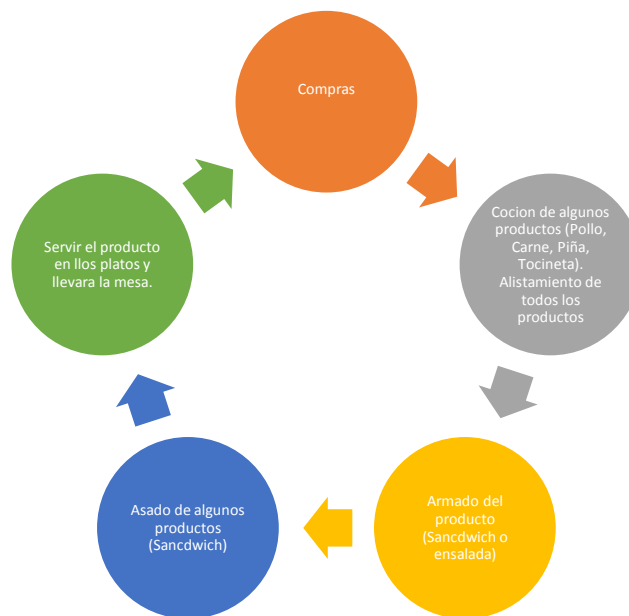 Compras
Cocion de algunos
productos (Pollo,
Carne, Piña,
Tocineta).
Alistamiento de
todos los
productos
Armado del
producto
(Sancdwich o
ensalada)
Asado de algunos
productos
(Sancdwich)
Servir el producto
en llos platos y
llevara la mesa.